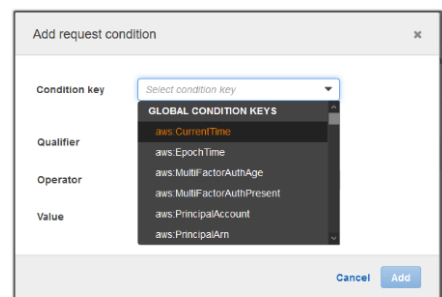 Add request condition ×
Condition key Select condition key
GLOBAL CONDITION KEYS
aws:CurrentTime
Qualifier aws:EpochTime
Operator aws:MultiFactorAuthAge
aws:MultiFactorAuthPresent
Value aws:PrincipalAccount
aws:PrincipalArn
Cancel Add